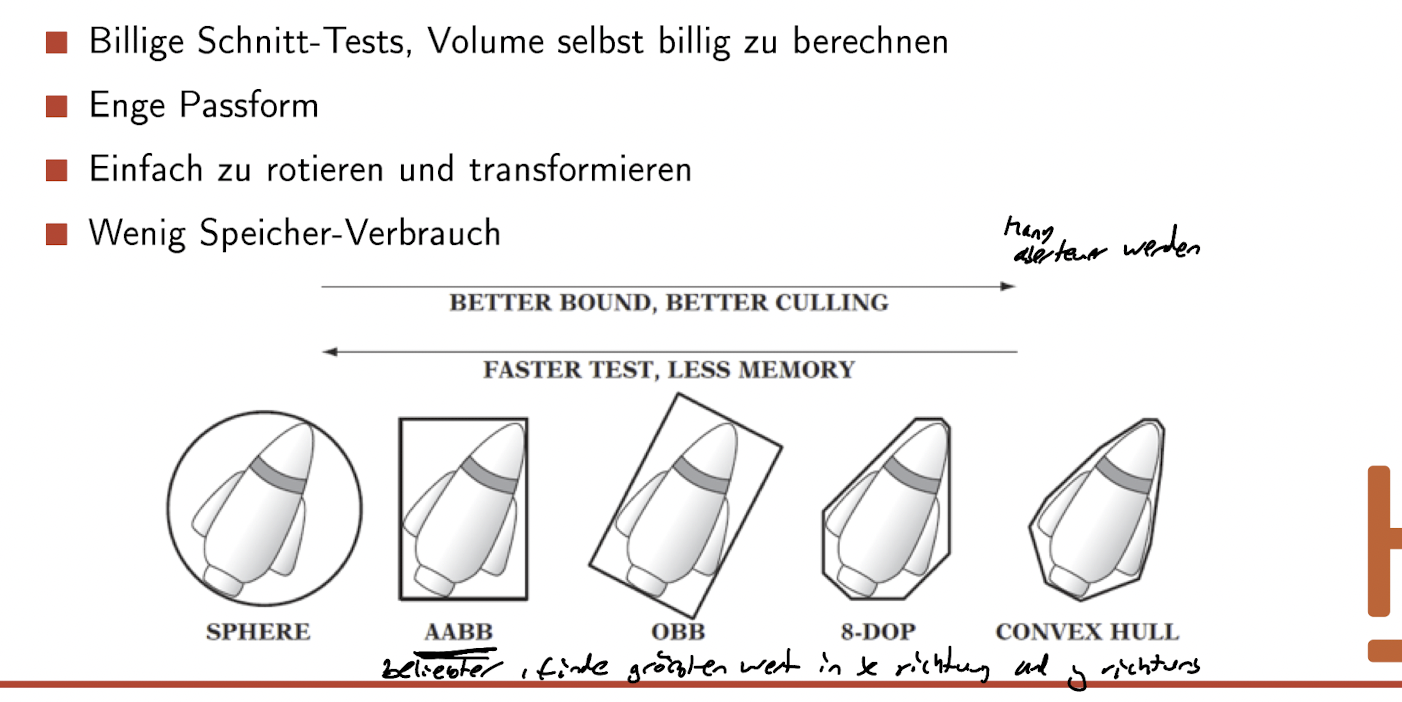 Billige Schnitt-Tests, Volume selbst billig zu berechnen
Enge Passform
Einfach zu rotieren und transformieren
Wenig Speicher-Verbrauch
werden
BETTER BOUND, BETTER CULLING
FASTER TEST, LESS MEMORY
SPHERE AABB OBB 8-DOP CONVEX HULL
beliebter, finde größten wert in x richtung und y richtung